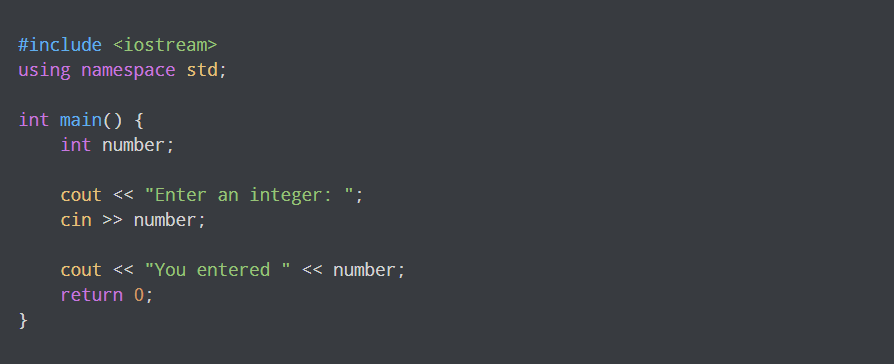 #include <iostream>
using namespace std;
int main() {
    int number;
    cout << "Enter an integer: ";
    cin >> number;
    cout << "You entered " << number;
    return 0;
}